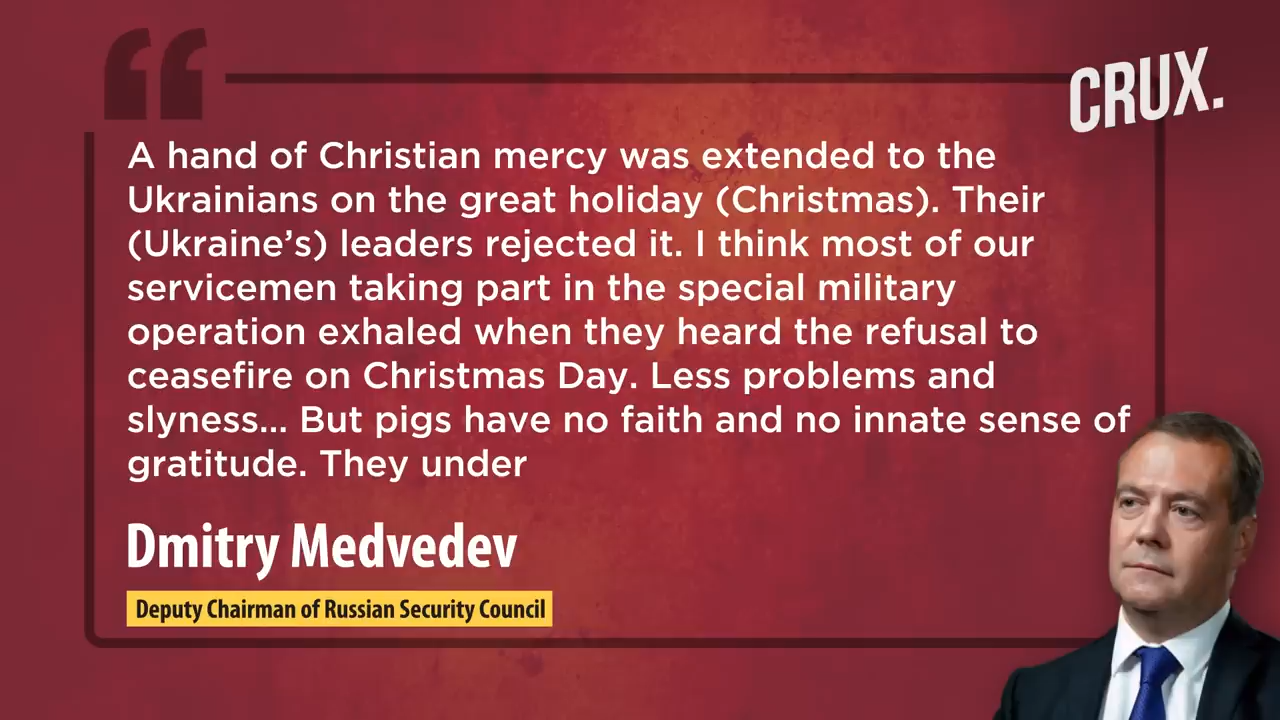 CRUX.
A hand of Christian mercy was extended to the
Ukrainians on the great holiday (Christmas). Their
(Ukraine’s) leaders rejected it. I think most of our
servicemen taking part in the special military
operation exhaled when they heard the refusal to
ceasefire on Christmas Day. Less problems and
slyness... But pigs have no faith and no innate sense of
gratitude. They under
Dmitry Medvedev
Deputy Chairman of Russian Security Council